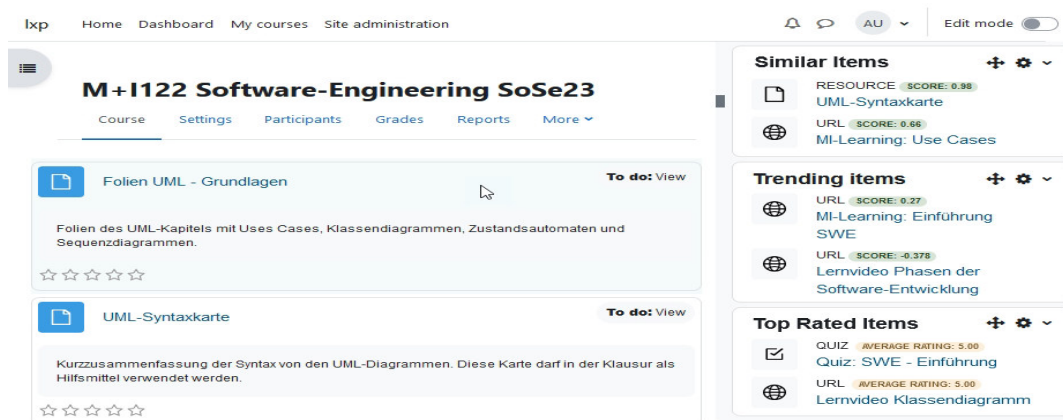 lxp Home Dashboard My courses Site administration AU Edit mode
M+I122 Software-Engineering SoSe23
Course Settings Participants Grades Reports More
Folien UML - Grundlagen To do: View
Folien des UML-Kapitels mit Uses Cases, Klassendiagrammen, Zustandsautomaten und
Sequenzdiagrammen.
UML-Syntaxkarte To do: View
Kurzzusammenfassung der Syntax von den UML-Diagrammen. Diese Karte darf in der Klausur als
Hilfsmittel verwendet werden.
Similar Items
RESOURCE SCORE: 0.98
UML-Syntaxkarte
URL SCORE: 0.66
MI-Learning: Use Cases
Trending items
URL SCORE: 0.27
MI-Learning: Einführung
SWE
URL SCORE: -0.378
Lernvideo Phasen der
Software-Entwicklung
Top Rated Items
QUIZ AVERAGE RATING: 5.00
Quiz: SWE - Einführung
URL AVERAGE RATING: 5.00
Lernvideo Klassendiagramm